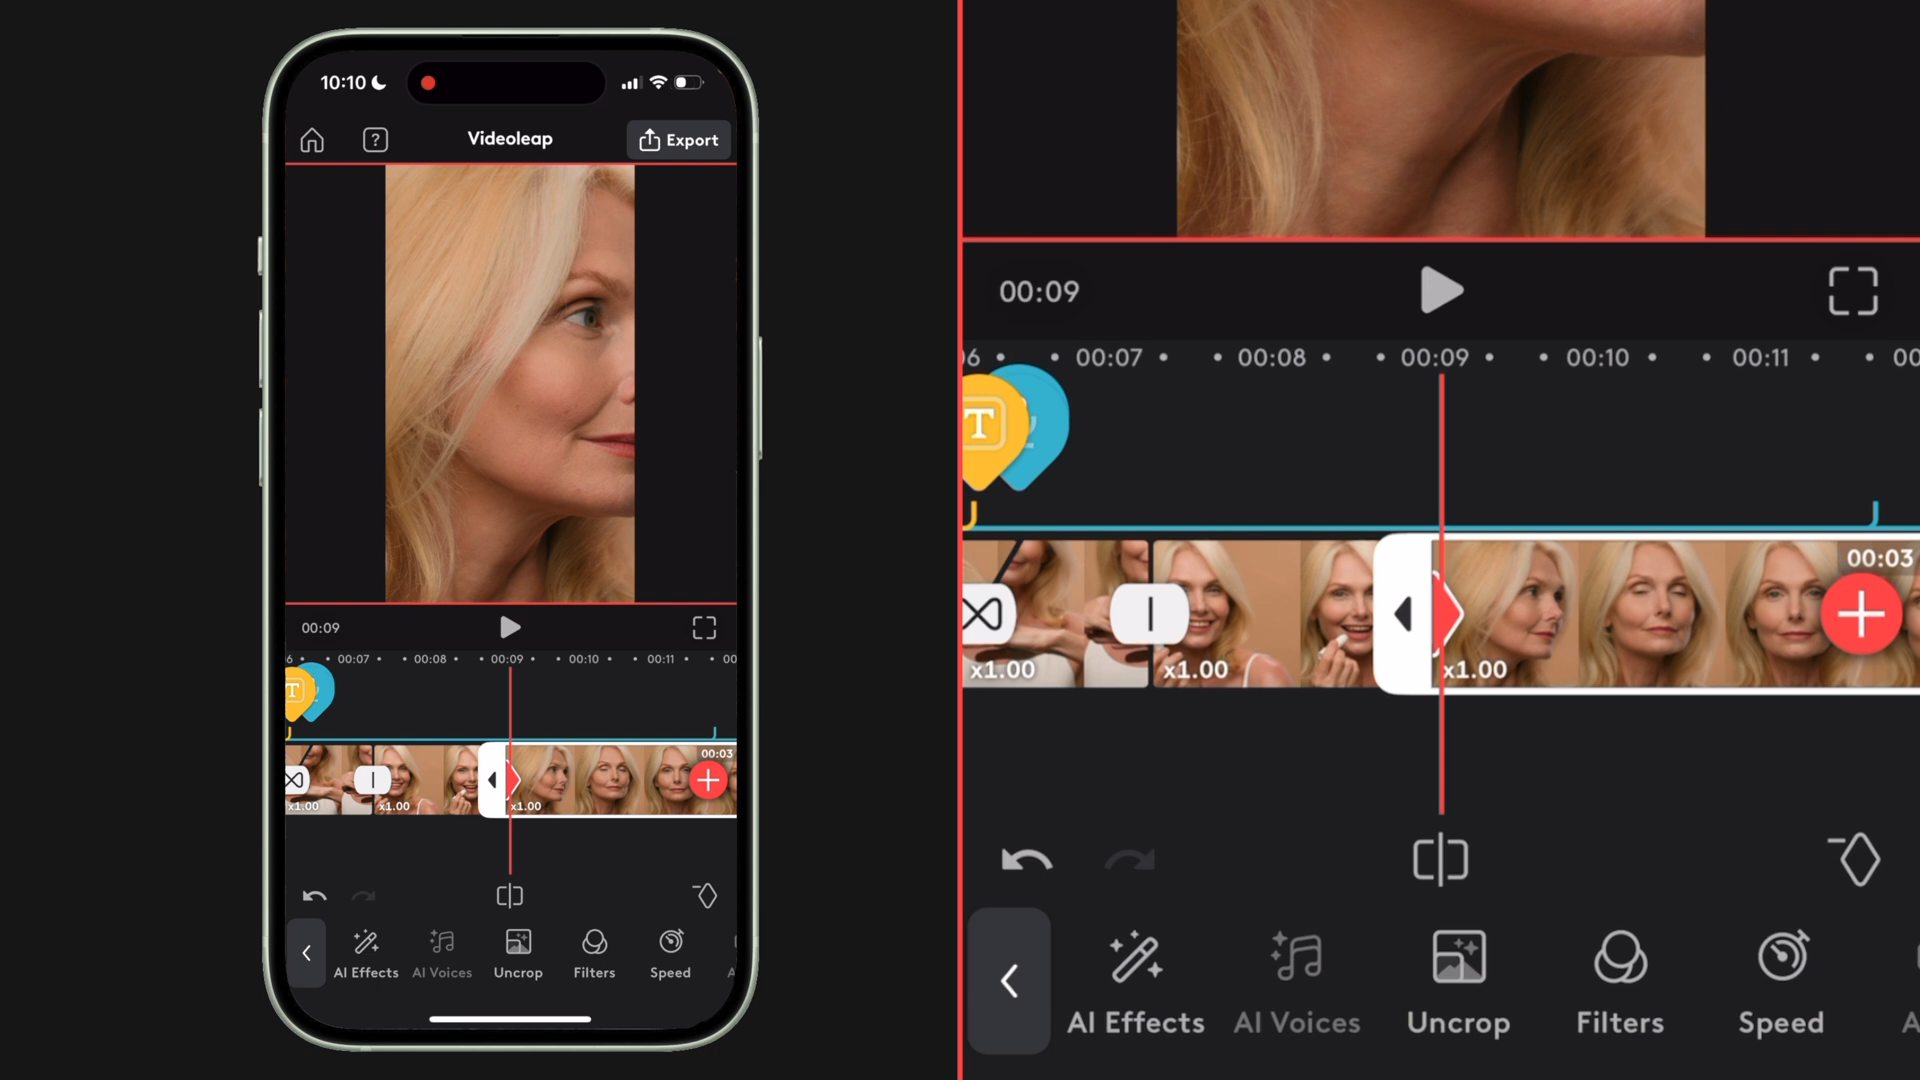 10:10
Videoleap
Export
00:09
6 00:07 00:08 00:09 00:10 00:11 00
T
00:03
x1.00 x1.00 x1.00
AI Effects AI Voices Uncrop Filters Speed A
00:09
6 00:07 00:08 00:09 00:10 00:11 00
T
00:03
x1.00 x1.00 x1.00
AI Effects AI Voices Uncrop Filters Speed A